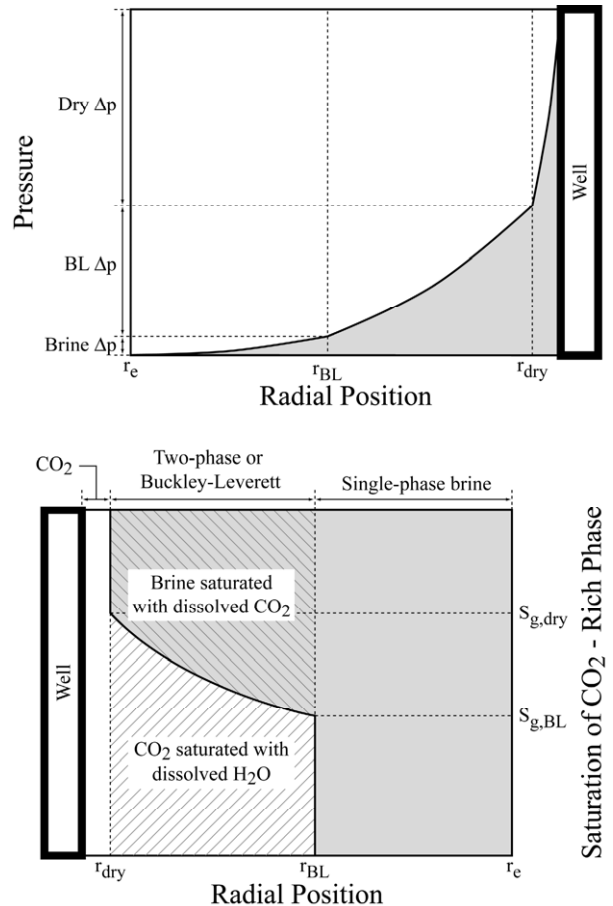 Pressure
Dry Δp
BL Δp
Brine Δp
Well
r_e
r_BL
r_dry
Radial Position
CO₂
Two-phase or
Buckley-Leverett
Single-phase brine
Well
Brine saturated
with dissolved CO₂
CO₂ saturated with
dissolved H₂O
S_g,dry
S_g,BL
Saturation of CO₂ - Rich Phase
r_dry
r_BL
r_e
Radial Position